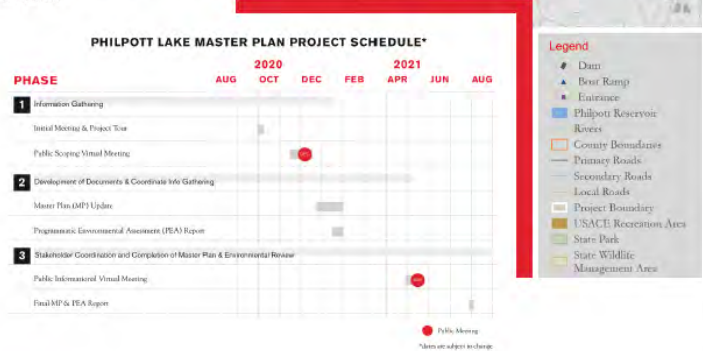 PHILPOTT LAKE MASTER PLAN PROJECT SCHEDULE*
2020 2021
PHASE AUG OCT DEC FEB APR JUN AUG
1 Information Gathering
Initial Meeting & Project Tour
Public Scoping Virtual Meeting
2 Development of Documents & Coordinate Info Gathering
Master Plan (MP) Update
Programmatic Environmental Assessment (PEA) Report
3 Stakeholder Coordination and Completion of Master Plan & Environmental Review
Public Informational Virtual Meeting
Final MP & PEA Report
Public Meeting
*dates are subject to change
Legend
Dam
Boat Ramp
Entrance
Philpott Reservoir
Rivers
County Boundaries
Primary Roads
Secondary Roads
Local Roads
Project Boundary
USACE Recreation Area
State Park
State Wildlife
Management Area